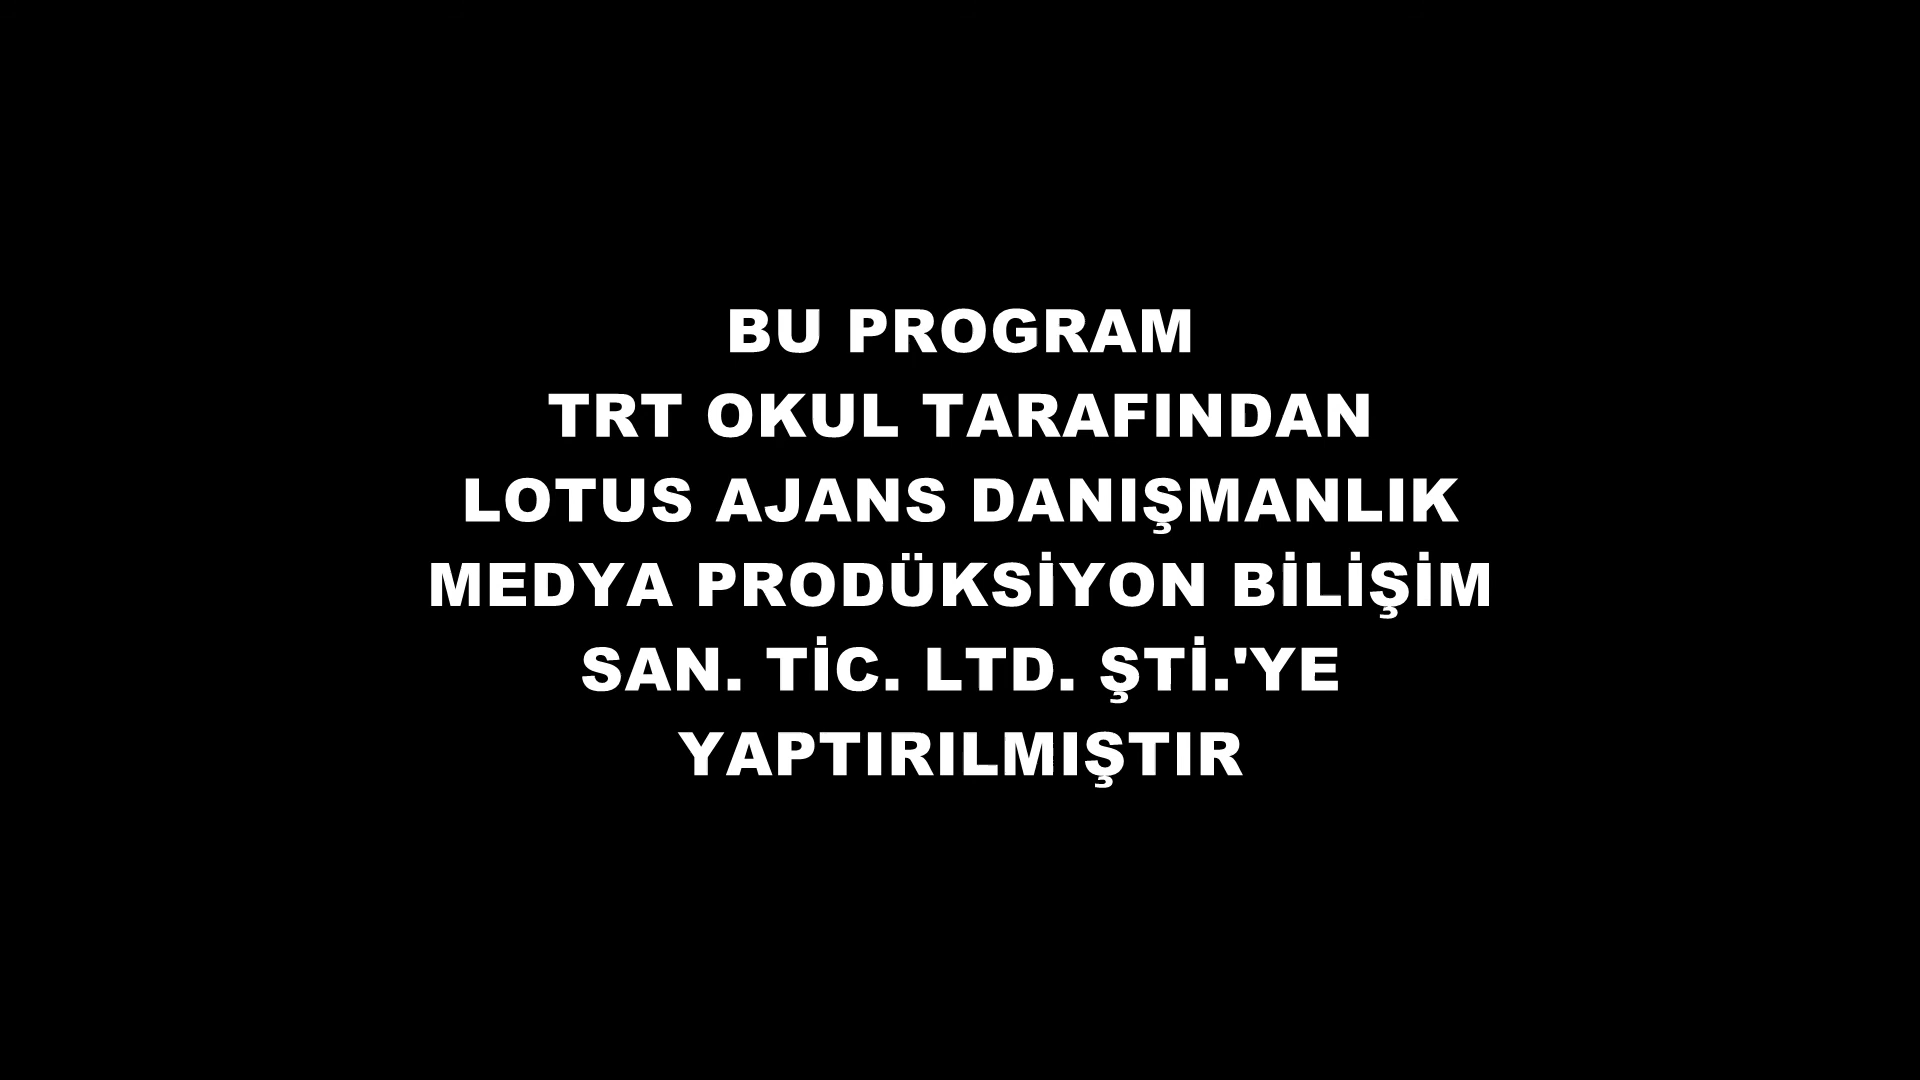 BU PROGRAM
TRT OKUL TARAFINDAN
LOTUS AJANS DANIŞMANLIK
MEDYA PRODÜKSİYON BİLİŞİM
SAN. TİC. LTD. ŞTİ.'YE
YAPTIRILMIŞTIR